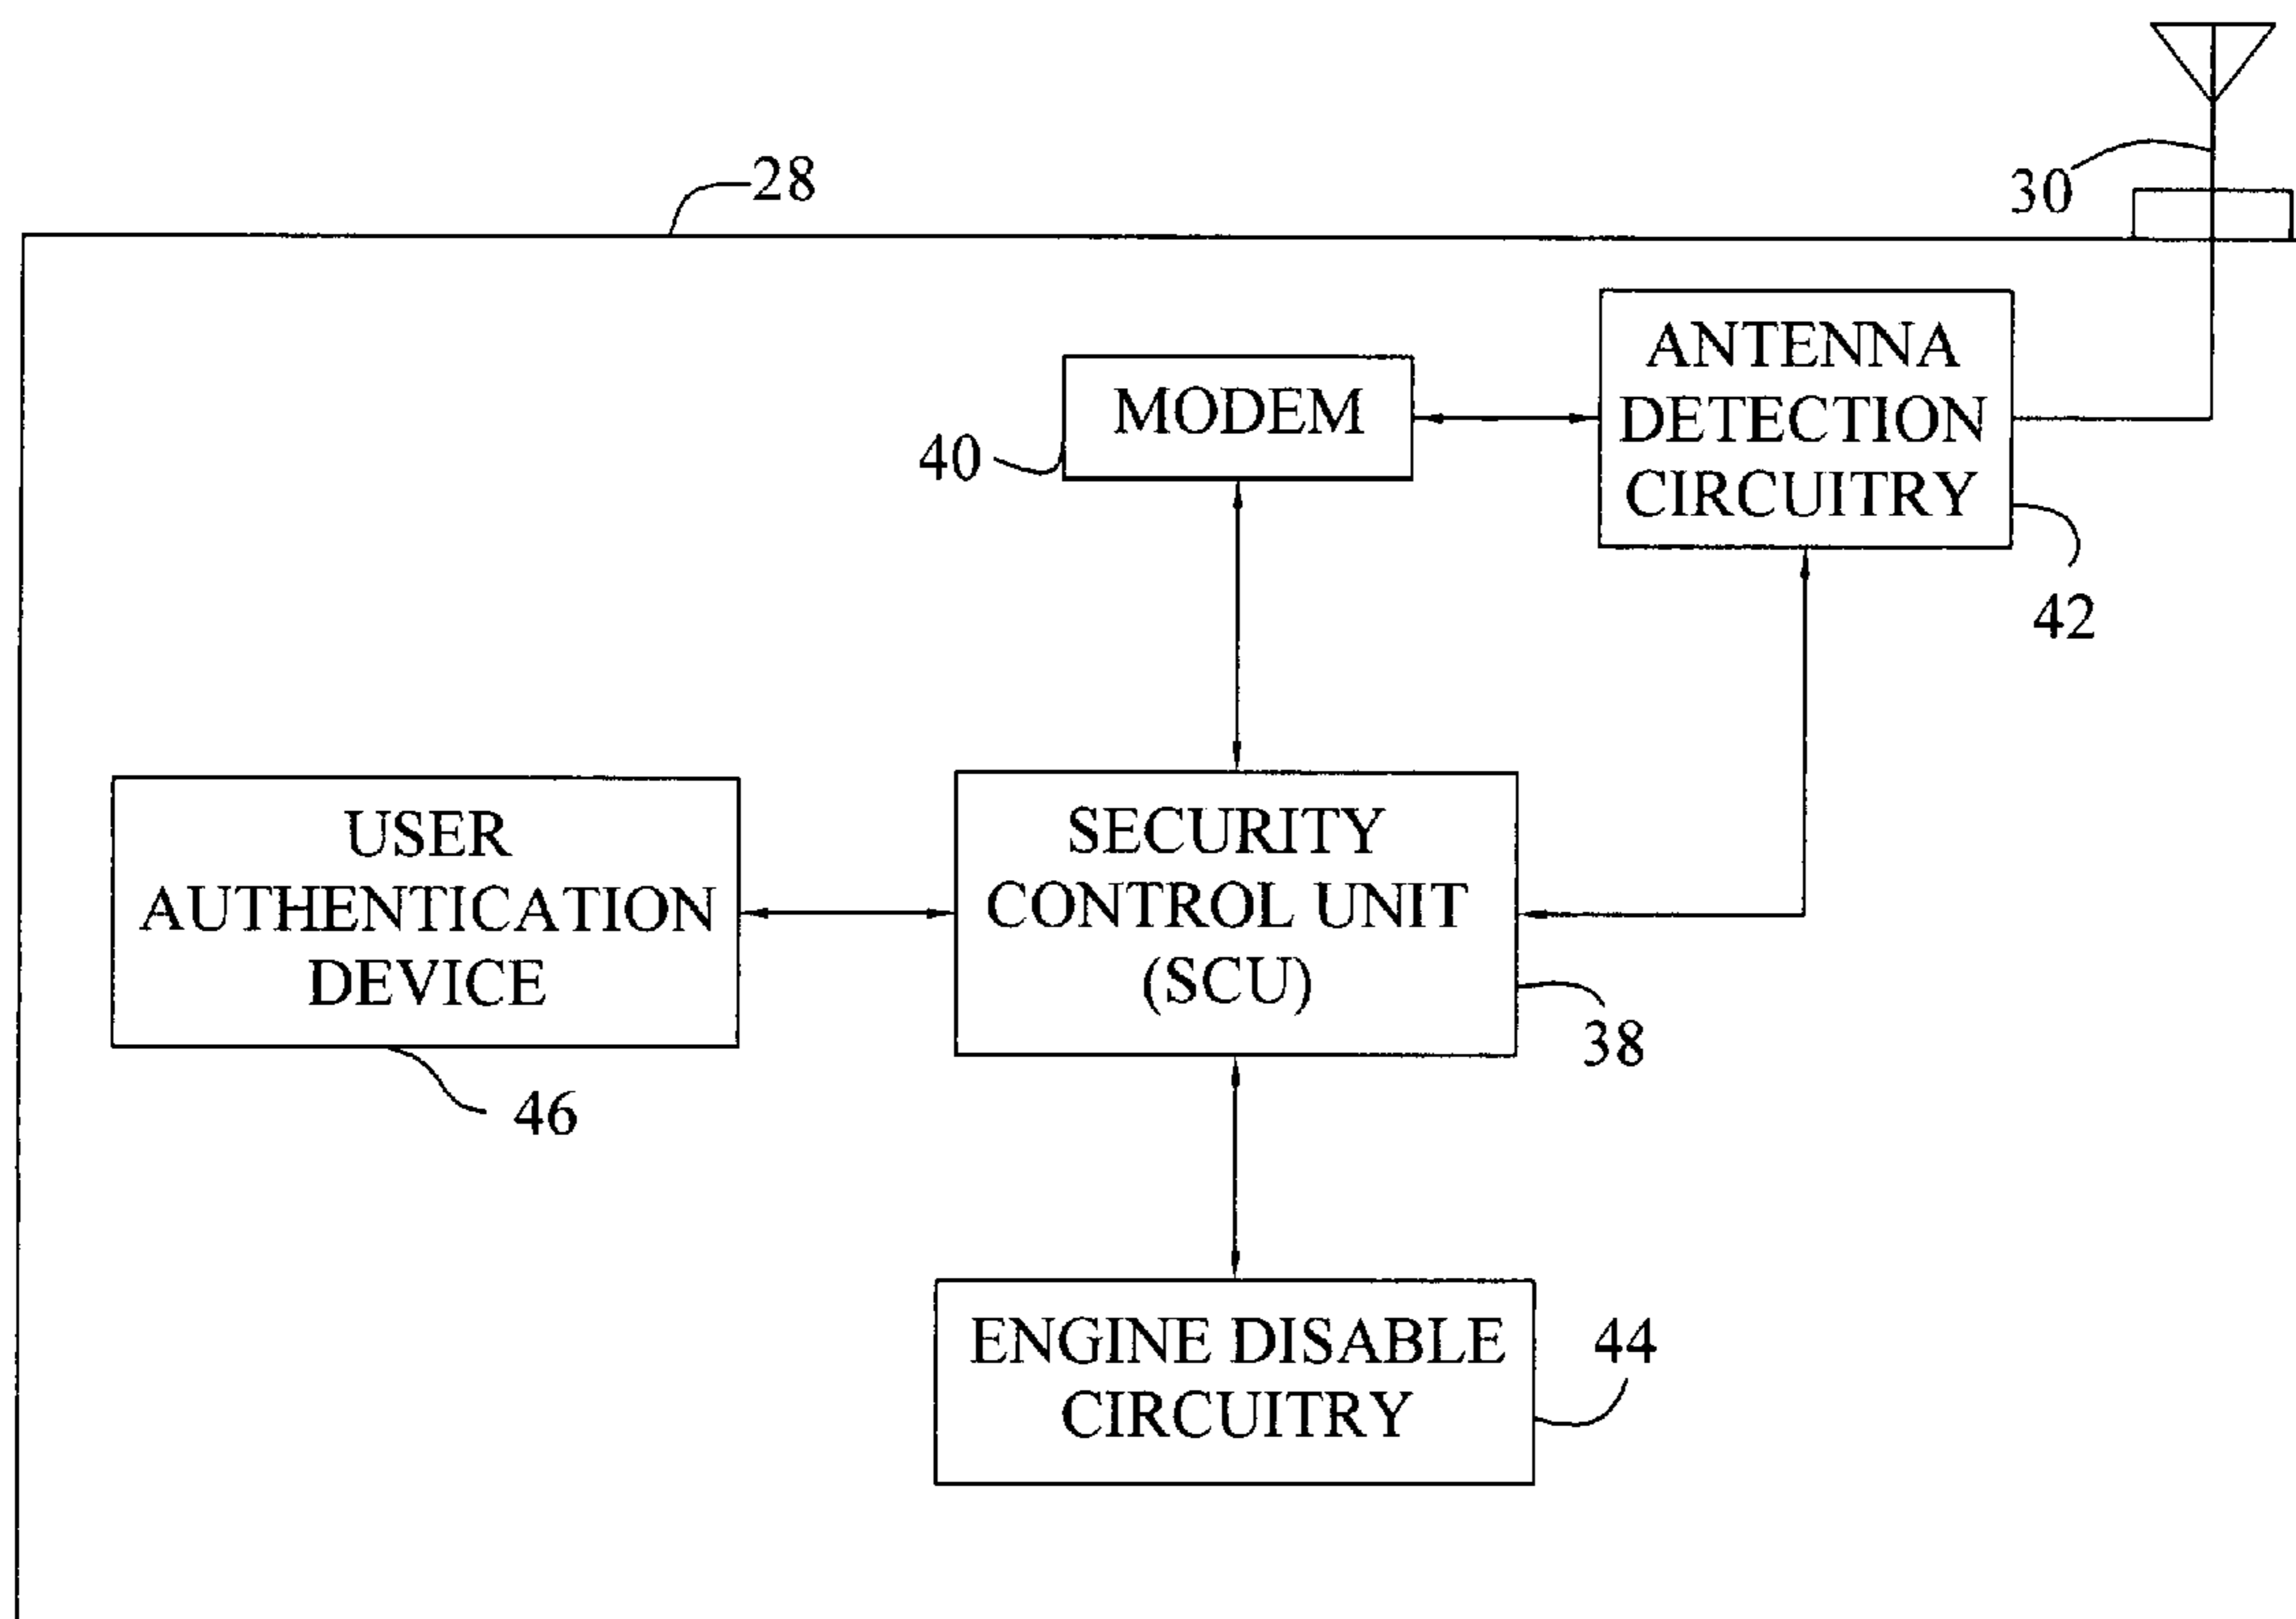 28
30
ANTENNA
DETECTION
CIRCUITRY
MODEM
40
42
USER
AUTHENTICATION
DEVICE
SECURITY
CONTROL UNIT
(SCU)
38
46
ENGINE DISABLE
CIRCUITRY
44